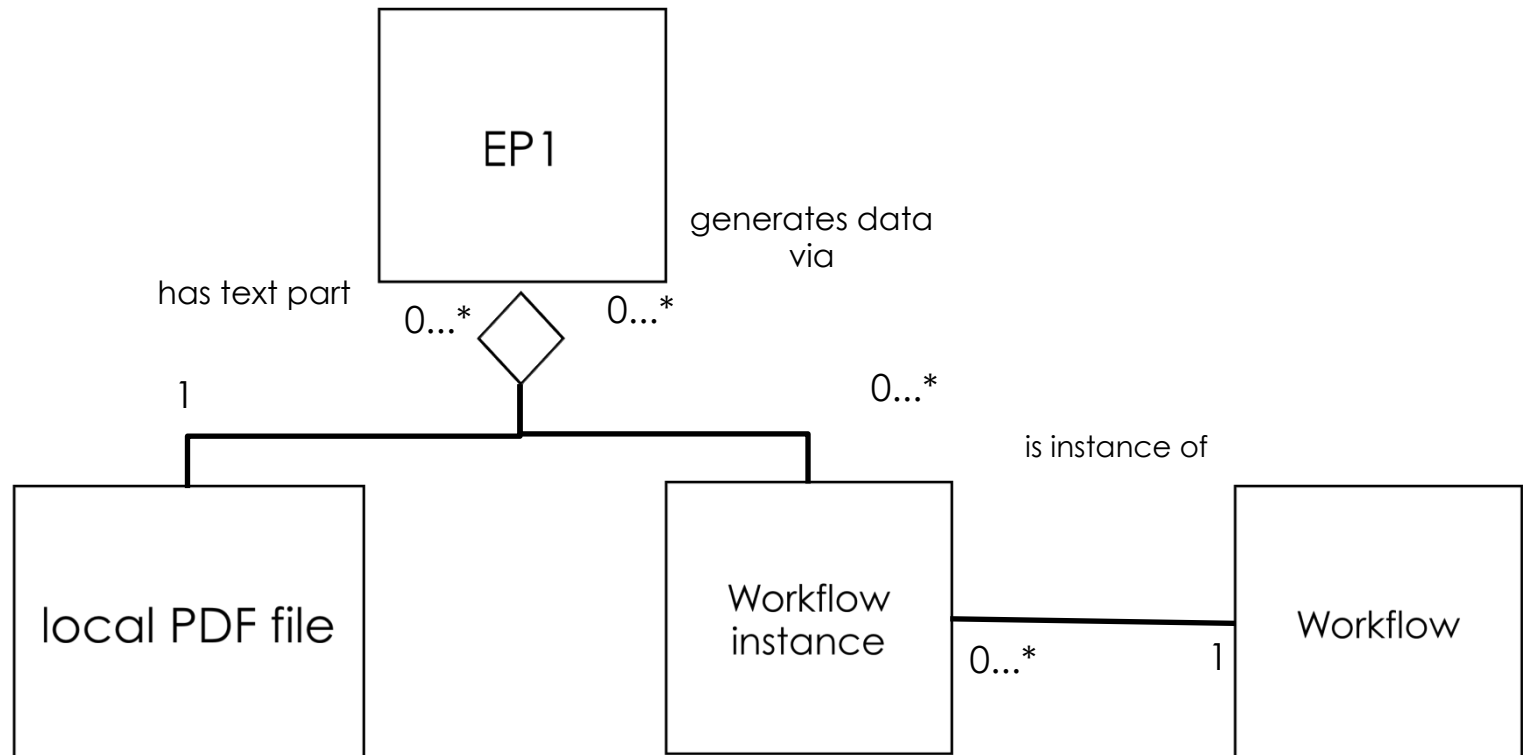 EP1
generates data
via
has text part
0...*
0...*
1
0...*
is instance of
local PDF file
Workflow
instance
Workflow
0...*
1